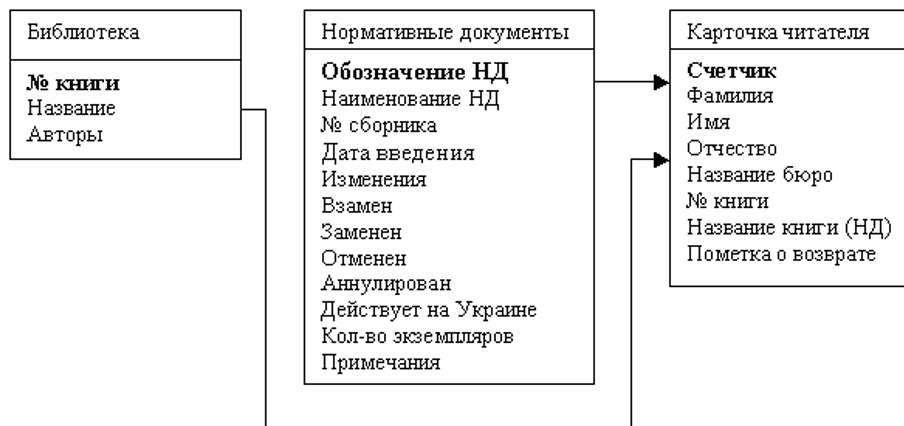 Библиотека
№ книги
Название
Авторы
Нормативные документы
Обозначение НД
Наименование НД
№ сборника
Дата введения
Изменения
Взамен
Заменен
Отменен
Аннулирован
Действует на Украине
Кол-во экземпляров
Примечания
Карточка читателя
Счетчик
Фамилия
Имя
Отчество
Название бюро
№ книги
Название книги (НД)
Пометка о возврате